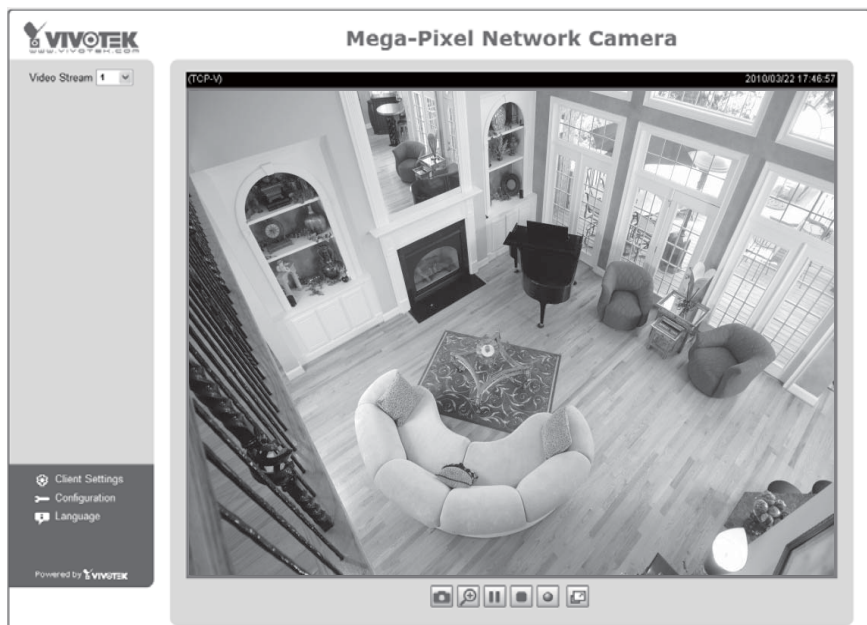 VIVOTEK
www.vivotek.com
Mega-Pixel Network Camera
Video Stream 1
(TCP-V)
2010/03/22 17:46:57
Client Settings
Configuration
Language
Powered by VIVOTEK